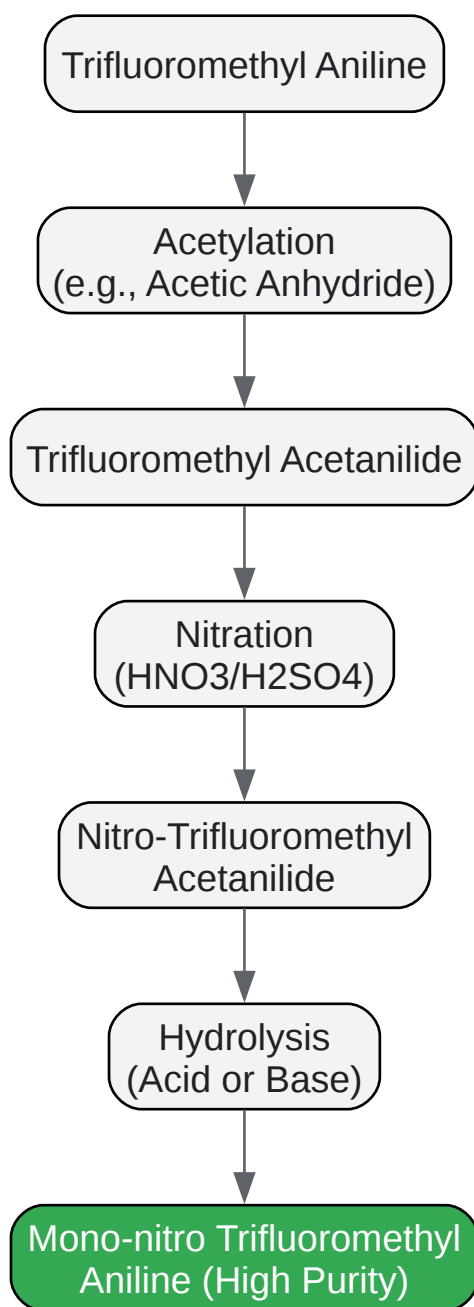 Trifluoromethyl Aniline
Acetylation
(e.g., Acetic Anhydride)
Trifluoromethyl Acetanilide
Nitration
(HNO3/H2SO4)
Nitro-Trifluoromethyl
Acetanilide
Hydrolysis
(Acid or Base)
Mono-nitro Trifluoromethyl
Aniline (High Purity)